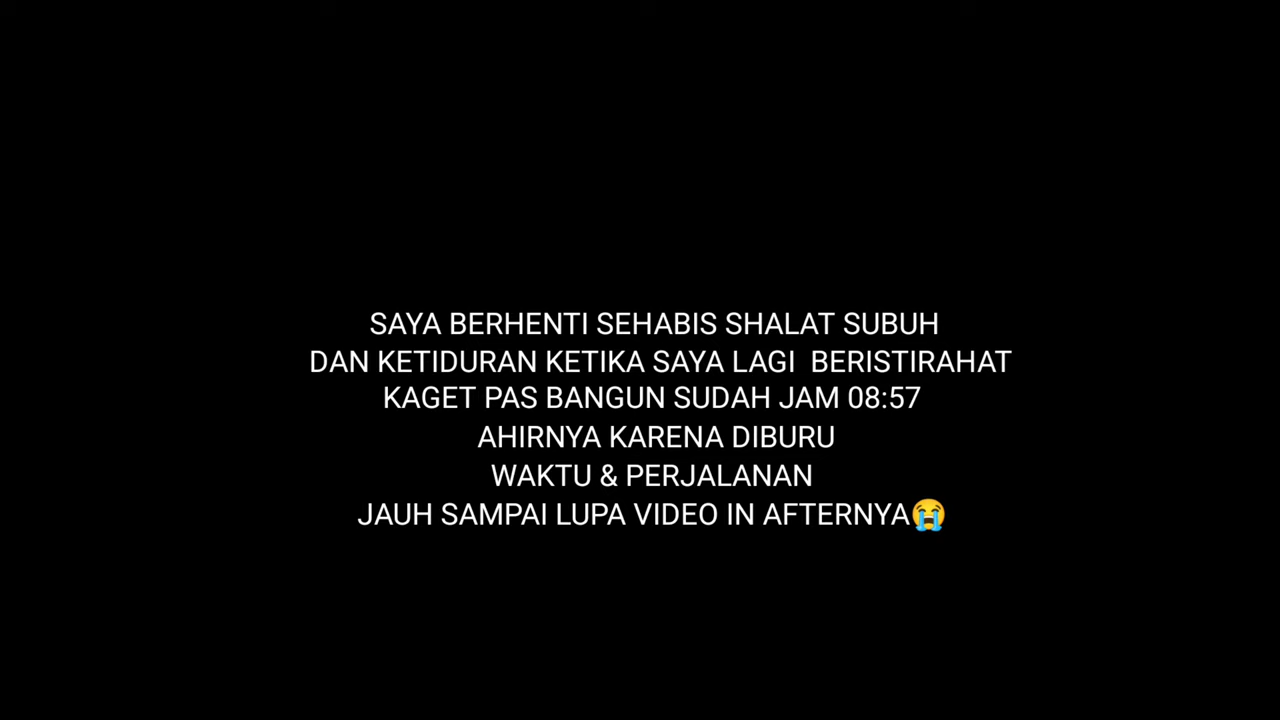 SAYA BERHENTI SEHABIS SHALAT SUBUH
DAN KETIDURAN KETIKA SAYA LAGI  BERISTIRAHAT
KAGET PAS BANGUN SUDAH JAM 08:57
AHIRNYA KARENA DIBURU
WAKTU & PERJALANAN
JAUH SAMPAI LUPA VIDEO IN AFTERNYA😭